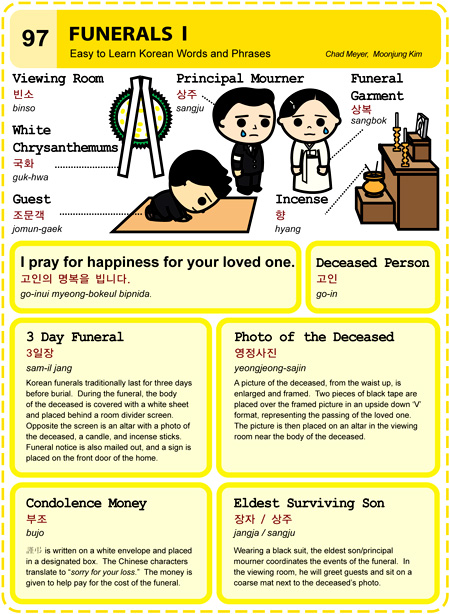 97
FUNERALS I
Easy to Learn Korean Words and Phrases
Chad Meyer, Moonjung Kim
Viewing Room
빈소
binso
Principal Mourner
상주
sangju
Funeral
Garment
상복
sangbok
White
Chrysanthemums
국화
guk-hwa
Guest
조문객
jomun-gaek
Incense
향
hyang
I pray for happiness for your loved one.
고인의 명복을 빕니다.
go-inui myeong-bokeul bipnida.
Deceased Person
고인
go-in
3 Day Funeral
3일장
sam-il jang
Korean funerals traditionally last for three days
before burial. During the funeral, the body
of the deceased is covered with a white sheet
and placed behind a room divider screen.
Opposite the screen is an altar with a photo of
the deceased, a candle, and incense sticks.
Funeral notice is also mailed out, and a sign is
placed on the front door of the home.
Photo of the Deceased
영정사진
yeongjeong-sajin
A picture of the deceased, from the waist up, is
enlarged and framed. Two pieces of black tape are
placed over the framed picture in an upside down 'V'
format, representing the passing of the loved one.
The picture is then placed on an altar in the viewing
room near the body of the deceased.
Condolence Money
부조
bujo
is written on a white envelope and placed
in a designated box. The Chinese characters
translate to "sorry for your loss." The money is
given to help pay for the cost of the funeral.
Eldest Surviving Son
장자 / 상주
jangja / sangju
Wearing a black suit, the eldest son/principal
mourner coordinates the events of the funeral. In
the viewing room, he will greet guests and sit on a
coarse mat next to the deceased's photo.